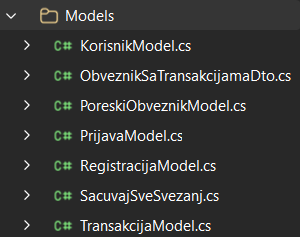 Models
C# KorisnikModel.cs
C# ObveznikSaTransakcijamaDto.cs
C# PoreskiObveznikModel.cs
C# PrijavaModel.cs
C# RegistracijaModel.cs
C# SacuvajSveSvezanj.cs
C# TransakcijaModel.cs